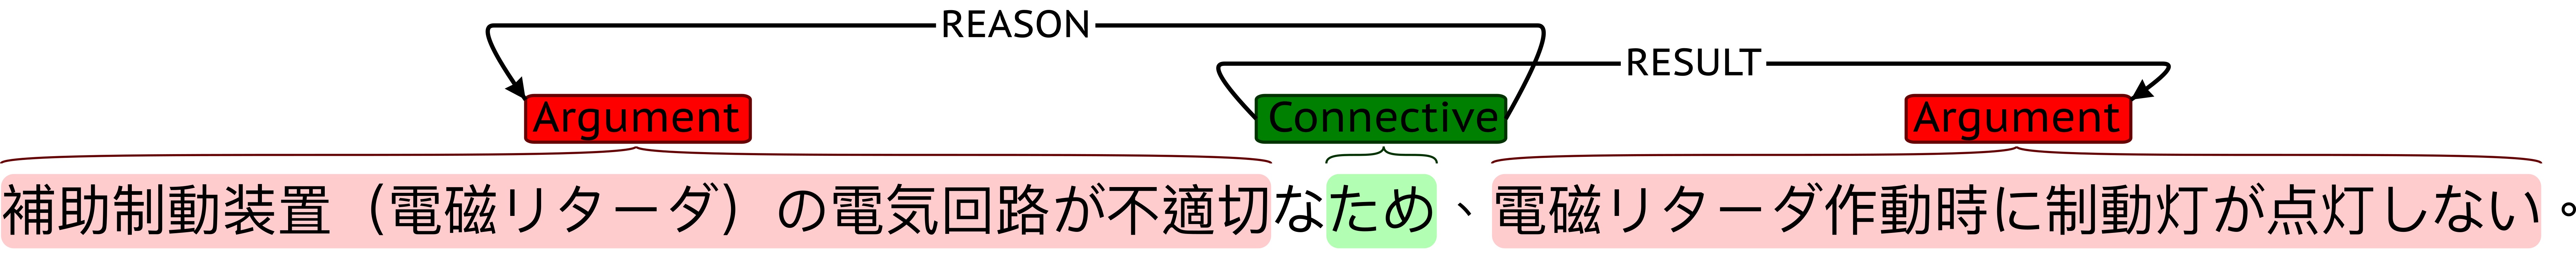 REASON
RESULT
Argument Connective Argument
補助制動装置（電磁リターダ）の電気回路が不適切なため、電磁リターダ作動時に制動灯が点灯しない。